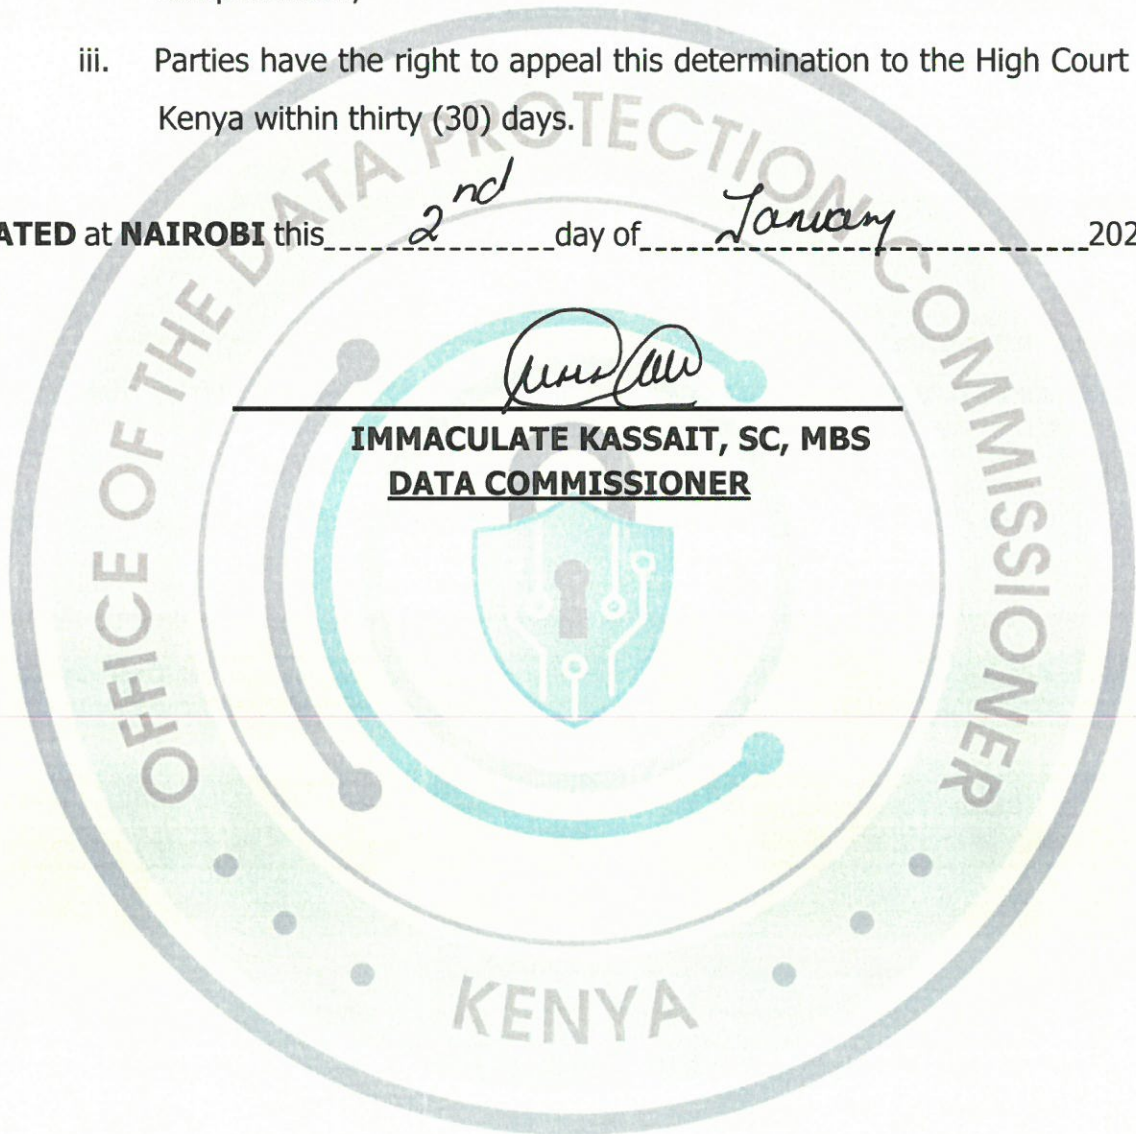 iii. Parties have the right to appeal this determination to the High Court
Kenya within thirty (30) days.
ATED at NAIROBI this 2nd day of January 202
IMMACULATE KASSAIT, SC, MBS
DATA COMMISSIONER
OFFICE OF THE DATA PROTECTION COMMISSIONER
KENYA